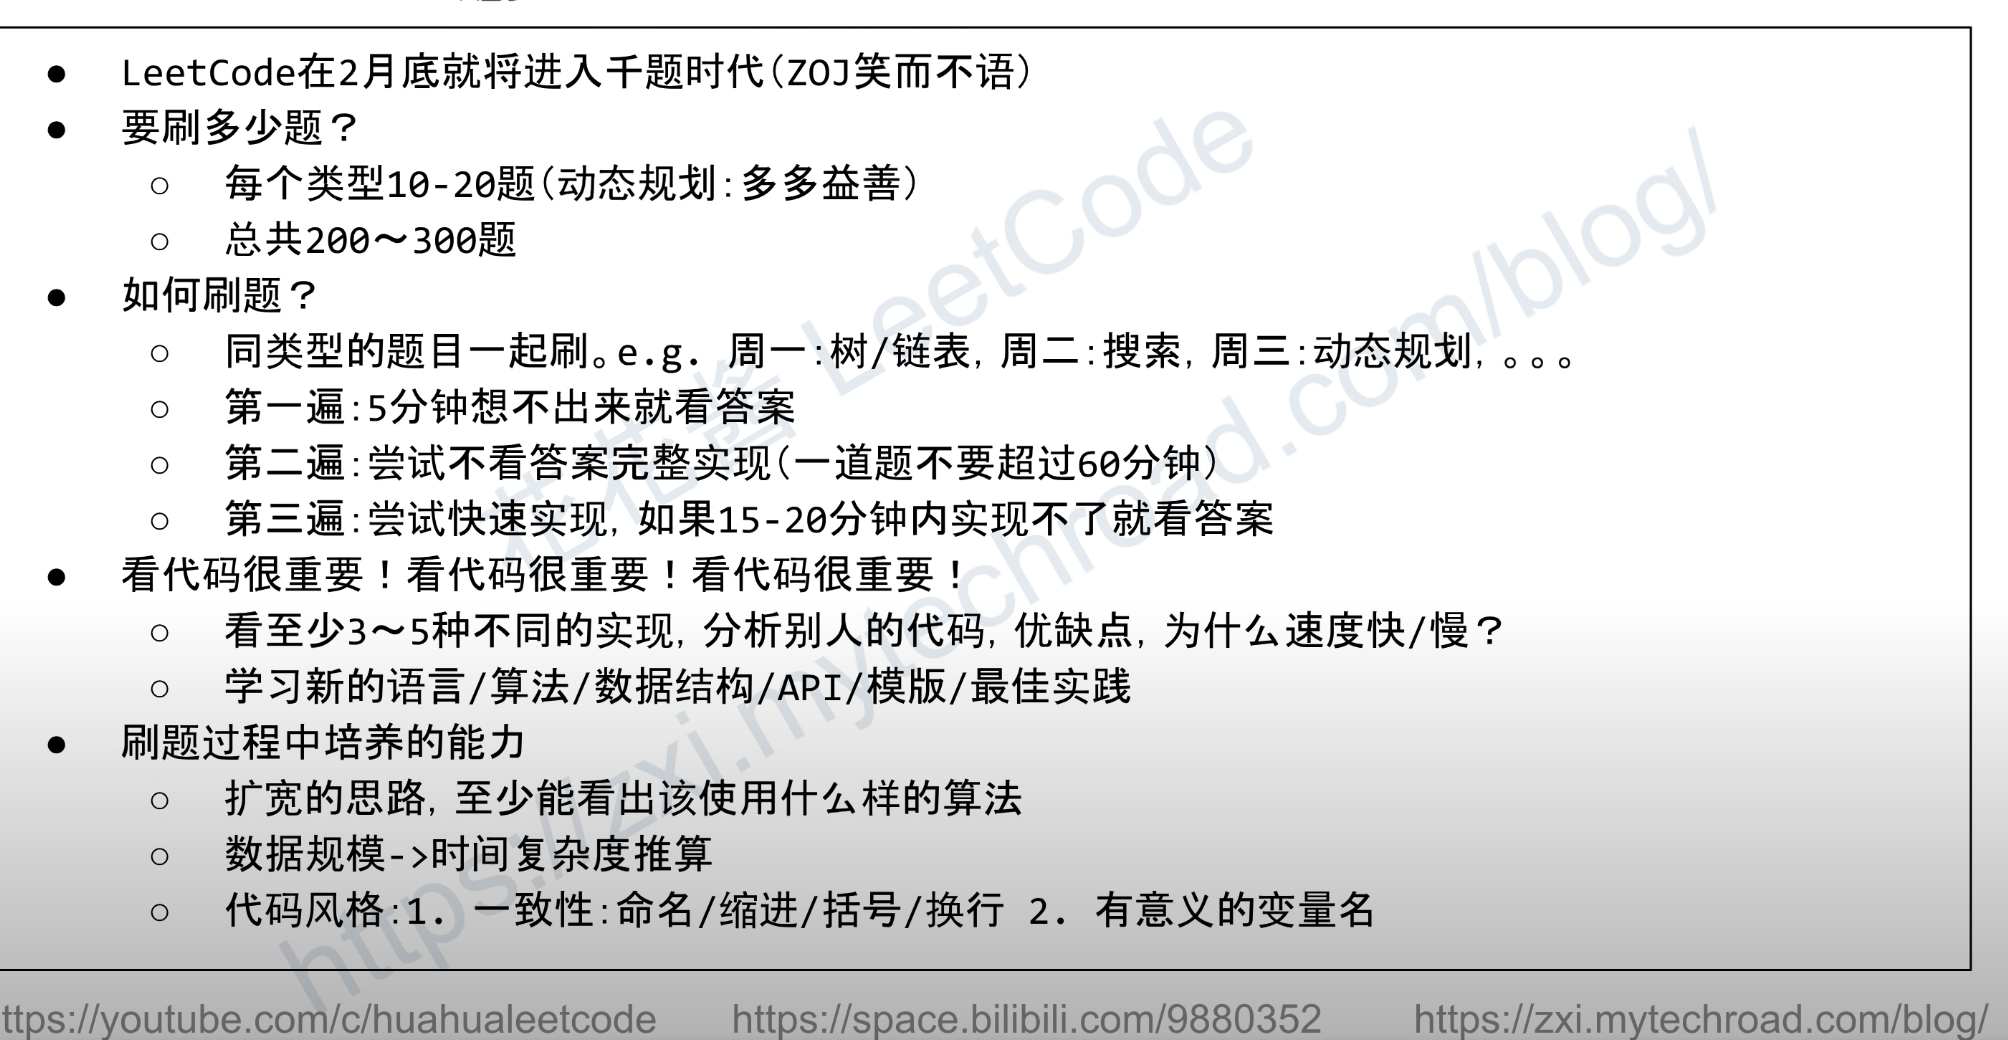 ● LeetCode在2月底就将进入千题时代(ZOJ笑而不语)
● 要刷多少题？
○ 每个类型10-20题(动态规划:多多益善)
○ 总共200～300题
● 如何刷题？
○ 同类型的题目一起刷。e.g. 周一:树/链表, 周二:搜索, 周三:动态规划, 。。。
○ 第一遍:5分钟想不出来就看答案
○ 第二遍:尝试不看答案完整实现(一道题不要超过60分钟)
○ 第三遍:尝试快速实现, 如果15-20分钟内实现不了就看答案
● 看代码很重要！看代码很重要！看代码很重要！
○ 看至少3～5种不同的实现, 分析别人的代码, 优缺点, 为什么速度快/慢？
○ 学习新的语言/算法/数据结构/API/模版/最佳实践
● 刷题过程中培养的能力
○ 扩宽的思路, 至少能看出该使用什么样的算法
○ 数据规模->时间复杂度推算
○ 代码风格:1. 一致性:命名/缩进/括号/换行 2. 有意义的变量名
花花酱 LeetCode
https://zxi.mytechroad.com/blog/
ttps://youtube.com/c/huahualeetcode https://space.bilibili.com/9880352 https://zxi.mytechroad.com/blog/